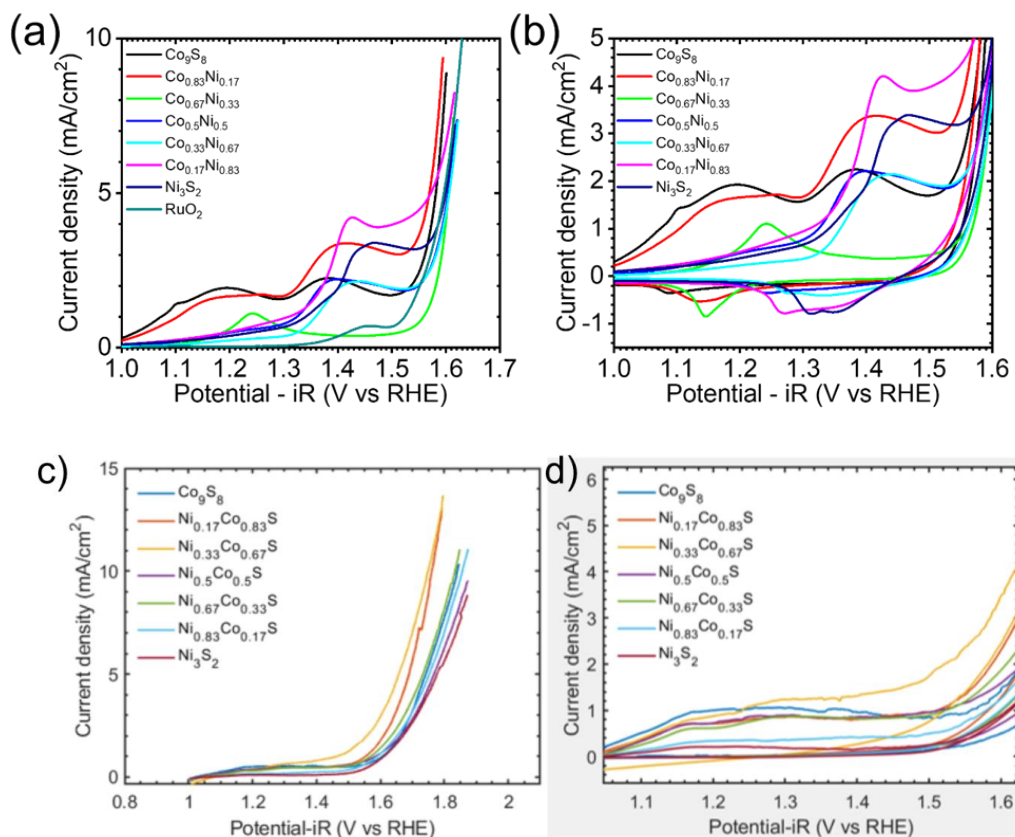 (a)
10
5
0
1.0 1.1 1.2 1.3 1.4 1.5 1.6 1.7
Current density (mA/cm²)
Potential - iR (V vs RHE)
Co₉S₈
Co₀.₈₃Ni₀.₁₇
Co₀.₆₇Ni₀.₃₃
Co₀.₅Ni₀.₅
Co₀.₃₃Ni₀.₆₇
Co₀.₁₇Ni₀.₈₃
Ni₃S₂
RuO₂
(b)
5
4
3
2
1
0
-1
1.0 1.1 1.2 1.3 1.4 1.5 1.6
Current density (mA/cm²)
Potential - iR (V vs RHE)
Co₉S₈
Co₀.₈₃Ni₀.₁₇
Co₀.₆₇Ni₀.₃₃
Co₀.₅Ni₀.₅
Co₀.₃₃Ni₀.₆₇
Co₀.₁₇Ni₀.₈₃
Ni₃S₂
c)
15
10
5
0
0.8 1 1.2 1.4 1.6 1.8 2
Current density (mA/cm²)
Potential-iR (V vs RHE)
Co₉S₈
Ni₀.₁₇Co₀.₈₃S
Ni₀.₃₃Co₀.₆₇S
Ni₀.₅Co₀.₅S
Ni₀.₆₇Co₀.₃₃S
Ni₀.₈₃Co₀.₁₇S
Ni₃S₂
d)
6
5
4
3
2
1
0
1.1 1.2 1.3 1.4 1.5 1.6
Current density (mA/cm²)
Potential-iR (V vs RHE)
Co₉S₈
Ni₀.₁₇Co₀.₈₃S
Ni₀.₃₃Co₀.₆₇S
Ni₀.₅Co₀.₅S
Ni₀.₆₇Co₀.₃₃S
Ni₀.₈₃Co₀.₁₇S
Ni₃S₂